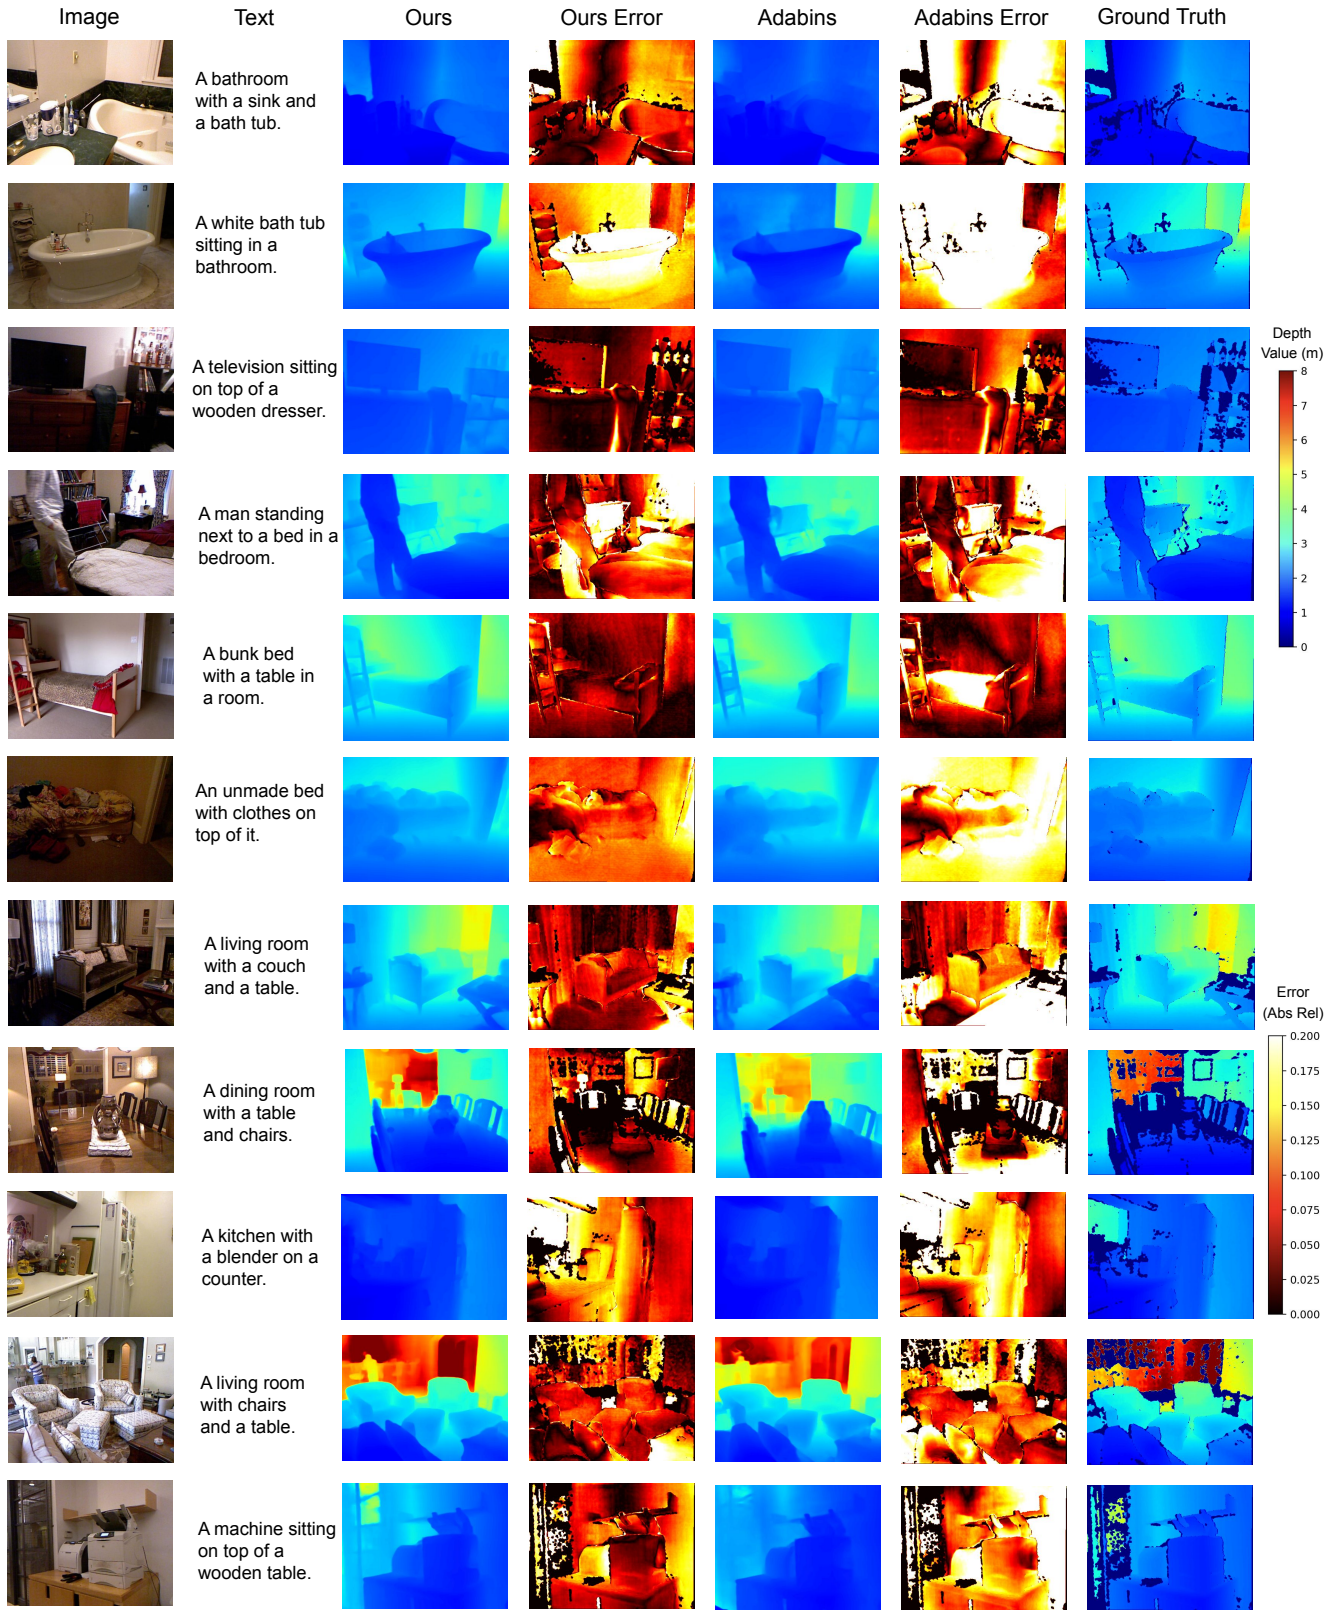 Image Text Ours Ours Error Adabins Adabins Error Ground Truth
A bathroom
with a sink and
a bath tub.
A white bath tub
sitting in a
bathroom.
A television sitting
on top of a
wooden dresser.
A man standing
next to a bed in a
bedroom.
A bunk bed
with a table in
a room.
An unmade bed
with clothes on
top of it.
A living room
with a couch
and a table.
A dining room
with a table
and chairs.
A kitchen with
a blender on a
counter.
A living room
with chairs
and a table.
A machine sitting
on top of a
wooden table.
Depth
Value (m)
8
7
6
5
4
3
2
1
0
Error
(Abs Rel)
0.200
0.175
0.150
0.125
0.100
0.075
0.050
0.025
0.000